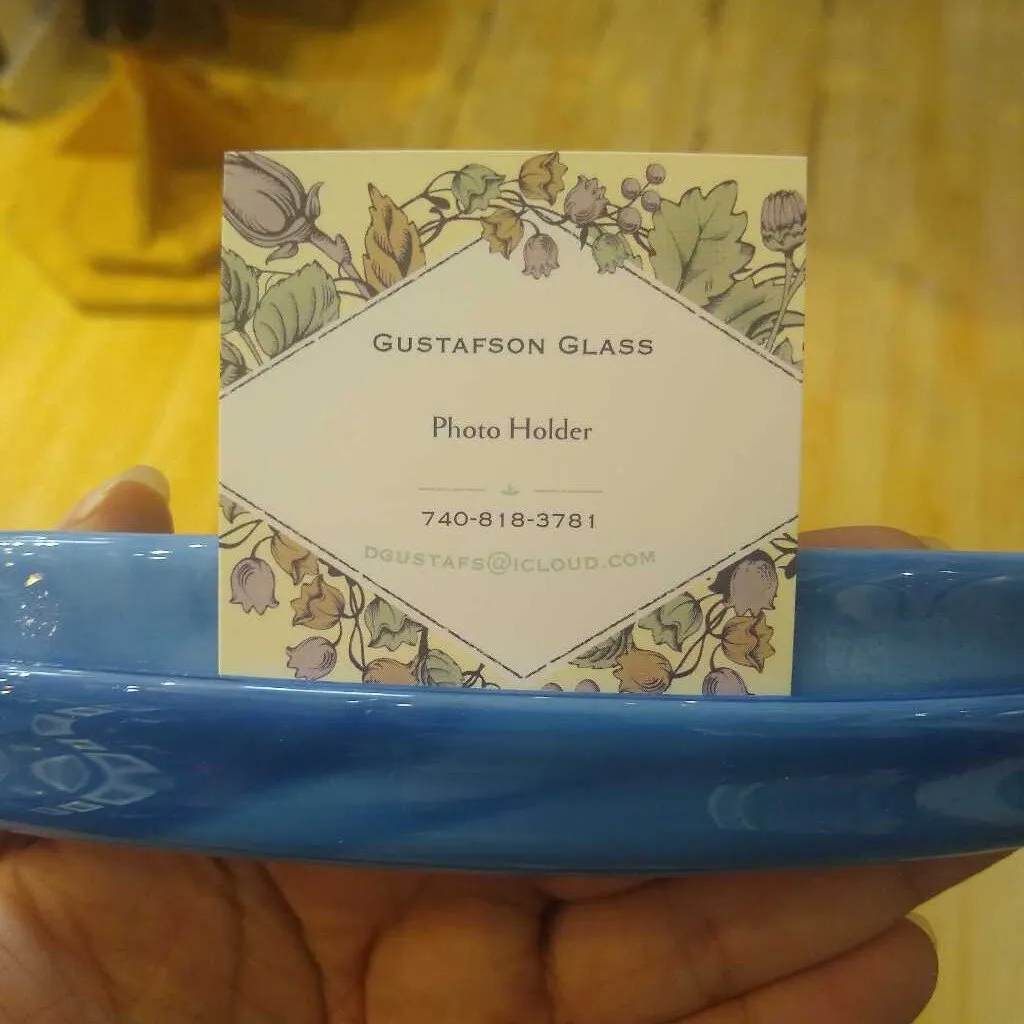 GUSTAFSON GLASS
Photo Holder
740-818-3781
DGUSTAFS@ICLOUD.COM